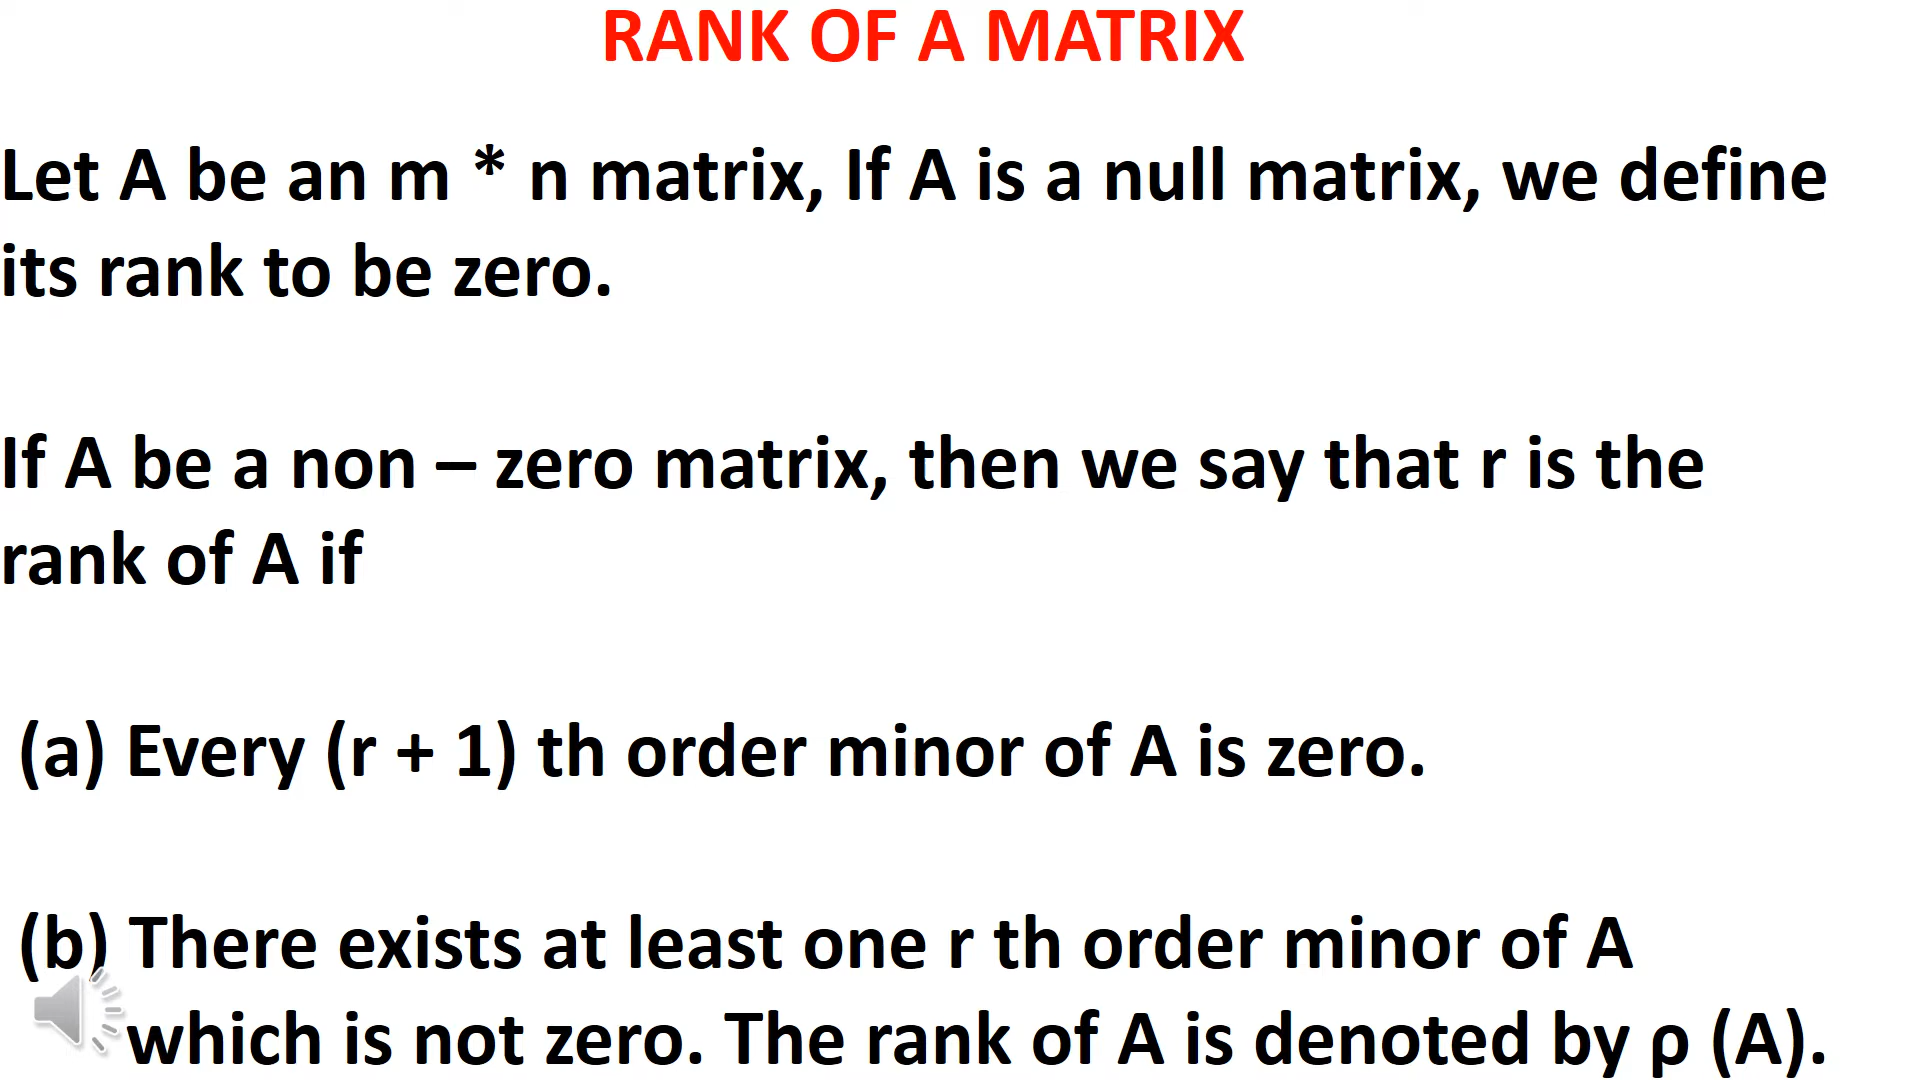 RANK OF A MATRIX
Let A be an m * n matrix, If A is a null matrix, we define
its rank to be zero.
If A be a non – zero matrix, then we say that r is the
rank of A if
(a) Every (r + 1) th order minor of A is zero.
(b) There exists at least one r th order minor of A
which is not zero. The rank of A is denoted by ρ (A).